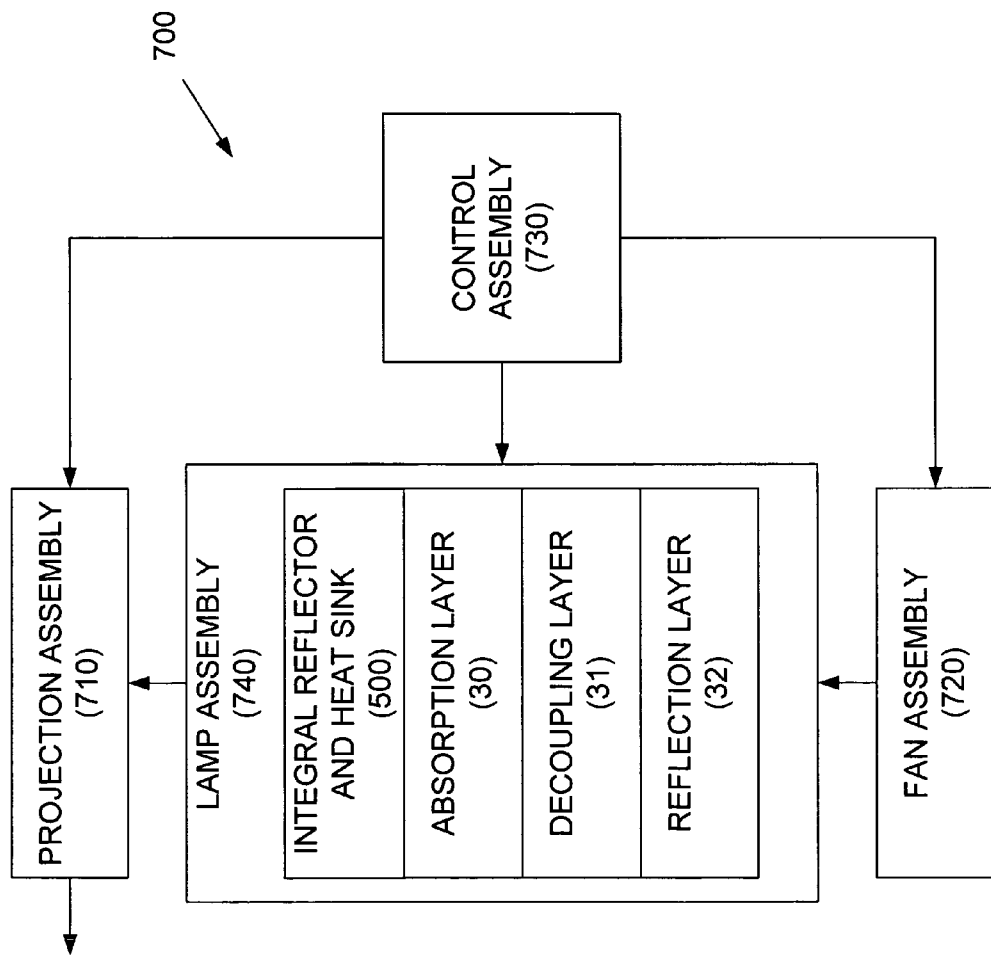 700
PROJECTION ASSEMBLY
(710)
LAMP ASSEMBLY
(740)
INTEGRAL REFLECTOR
AND HEAT SINK
(500)
ABSORPTION LAYER
(30)
DECOUPLING LAYER
(31)
REFLECTION LAYER
(32)
CONTROL
ASSEMBLY
(730)
FAN ASSEMBLY
(720)